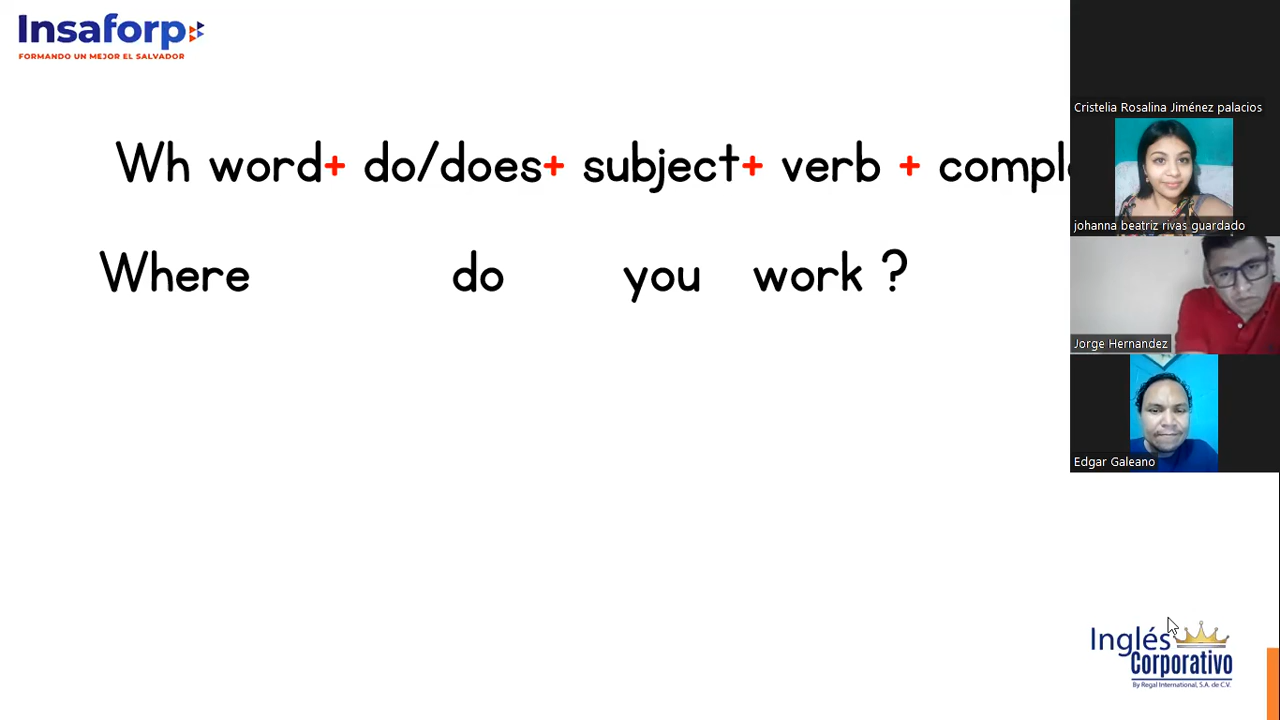 Insaforp
FORMANDO UN MEJOR EL SALVADOR
Wh word+ do/does+ subject+ verb + comple
Where do you work ?
Cristelia Rosalina Jiménez palacios
johanna beatriz rivas guardado
Jorge Hernandez
Edgar Galeano
Inglés
Corporativo
By Regal International, S.A. de C.V.